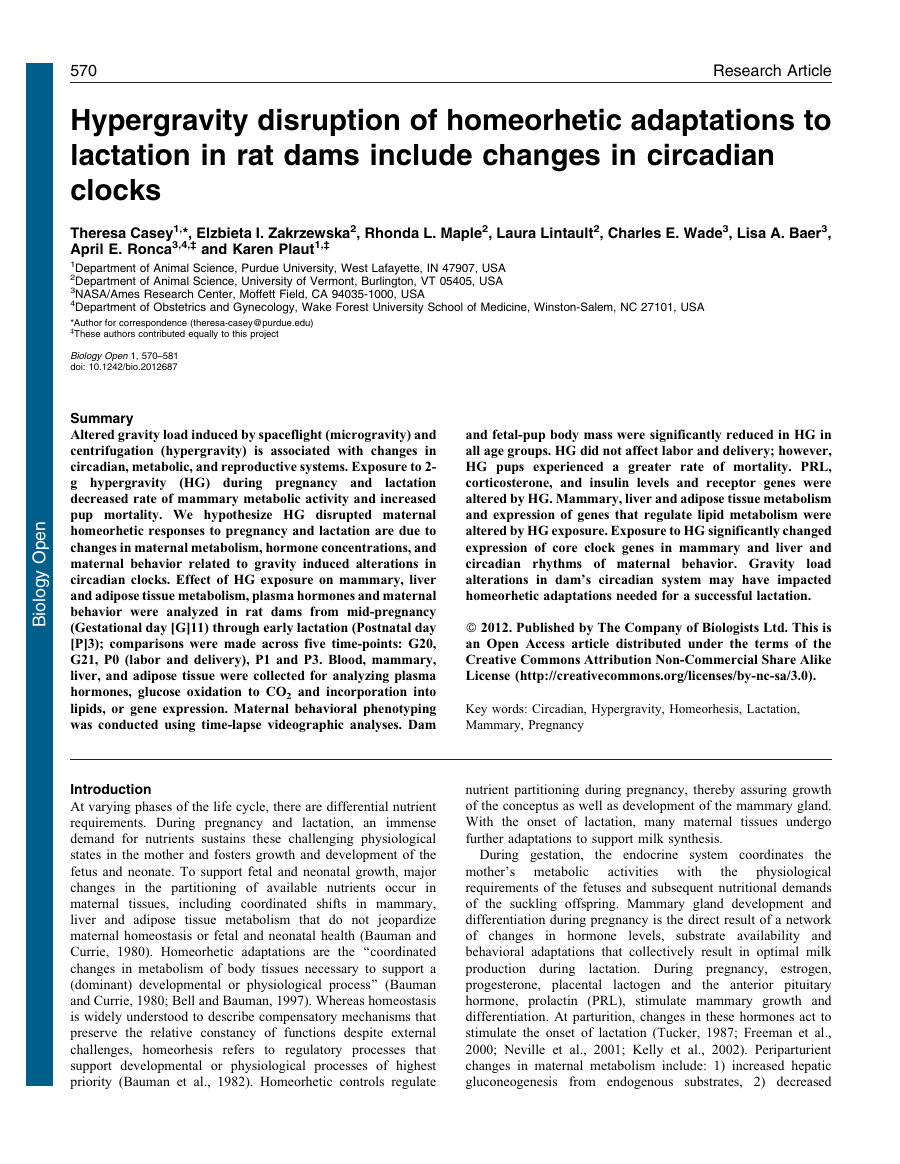 570
Research Article
Hypergravity disruption of homeorhetic adaptations to
lactation in rat dams include changes in circadian
clocks
Theresa Casey1,*, Elzbieta I. Zakrzewska2, Rhonda L. Maple2, Laura Lintault2, Charles E. Wade3, Lisa A. Baer3,
April E. Ronca3,4,‡ and Karen Plaut1,‡
1Department of Animal Science, Purdue University, West Lafayette, IN 47907, USA
2Department of Animal Science, University of Vermont, Burlington, VT 05405, USA
3NASA/Ames Research Center, Moffett Field, CA 94035-1000, USA
4Department of Obstetrics and Gynecology, Wake Forest University School of Medicine, Winston-Salem, NC 27101, USA
*Author for correspondence (theresa-casey@purdue.edu)
‡These authors contributed equally to this project
Biology Open 1, 570–581
doi: 10.1242/bio.2012687
Summary
Altered gravity load induced by spaceflight (microgravity) and
centrifugation (hypergravity) is associated with changes in
circadian, metabolic, and reproductive systems. Exposure to 2-
g hypergravity (HG) during pregnancy and lactation
decreased rate of mammary metabolic activity and increased
pup mortality. We hypothesize HG disrupted maternal
homeorhetic responses to pregnancy and lactation are due to
changes in maternal metabolism, hormone concentrations, and
maternal behavior related to gravity induced alterations in
circadian clocks. Effect of HG exposure on mammary, liver
and adipose tissue metabolism, plasma hormones and maternal
behavior were analyzed in rat dams from mid-pregnancy
(Gestational day [G]11) through early lactation (Postnatal day
[P]3); comparisons were made across five time-points: G20,
G21, P0 (labor and delivery), P1 and P3. Blood, mammary,
liver, and adipose tissue were collected for analyzing plasma
hormones, glucose oxidation to CO2 and incorporation into
lipids, or gene expression. Maternal behavioral phenotyping
was conducted using time-lapse videographic analyses. Dam
and fetal-pup body mass were significantly reduced in HG in
all age groups. HG did not affect labor and delivery; however,
HG pups experienced a greater rate of mortality. PRL,
corticosterone, and insulin levels and receptor genes were
altered by HG. Mammary, liver and adipose tissue metabolism
and expression of genes that regulate lipid metabolism were
altered by HG exposure. Exposure to HG significantly changed
expression of core clock genes in mammary and liver and
circadian rhythms of maternal behavior. Gravity load
alterations in dam's circadian system may have impacted
homeorhetic adaptations needed for a successful lactation.
© 2012. Published by The Company of Biologists Ltd. This is
an Open Access article distributed under the terms of the
Creative Commons Attribution Non-Commercial Share Alike
License (http://creativecommons.org/licenses/by-nc-sa/3.0).
Key words: Circadian, Hypergravity, Homeorhesis, Lactation,
Mammary, Pregnancy
Biology Open
Introduction
At varying phases of the life cycle, there are differential nutrient
requirements. During pregnancy and lactation, an immense
demand for nutrients sustains these challenging physiological
states in the mother and fosters growth and development of the
fetus and neonate. To support fetal and neonatal growth, major
changes in the partitioning of available nutrients occur in
maternal tissues, including coordinated shifts in mammary,
liver and adipose tissue metabolism that do not jeopardize
maternal homeostasis or fetal and neonatal health (Bauman and
Currie, 1980). Homeorhetic adaptations are the “coordinated
changes in metabolism of body tissues necessary to support a
(dominant) developmental or physiological process” (Bauman
and Currie, 1980; Bell and Bauman, 1997). Whereas homeostasis
is widely understood to describe compensatory mechanisms that
preserve the relative constancy of functions despite external
challenges, homeorhesis refers to regulatory processes that
support developmental or physiological processes of highest
priority (Bauman et al., 1982). Homeorhetic controls regulate
nutrient partitioning during pregnancy, thereby assuring growth
of the conceptus as well as development of the mammary gland.
With the onset of lactation, many maternal tissues undergo
further adaptations to support milk synthesis.
During gestation, the endocrine system coordinates the
mother's metabolic activities with the physiological
requirements of the fetuses and subsequent nutritional demands
of the suckling offspring. Mammary gland development and
differentiation during pregnancy is the direct result of a network
of changes in hormone levels, substrate availability and
behavioral adaptations that collectively result in optimal milk
production during lactation. During pregnancy, estrogen,
progesterone, placental lactogen and the anterior pituitary
hormone, prolactin (PRL), stimulate mammary growth and
differentiation. At parturition, changes in these hormones act to
stimulate the onset of lactation (Tucker, 1987; Freeman et al.,
2000; Neville et al., 2001; Kelly et al., 2002). Periparturient
changes in maternal metabolism include: 1) increased hepatic
gluconeogenesis from endogenous substrates, 2) decreased